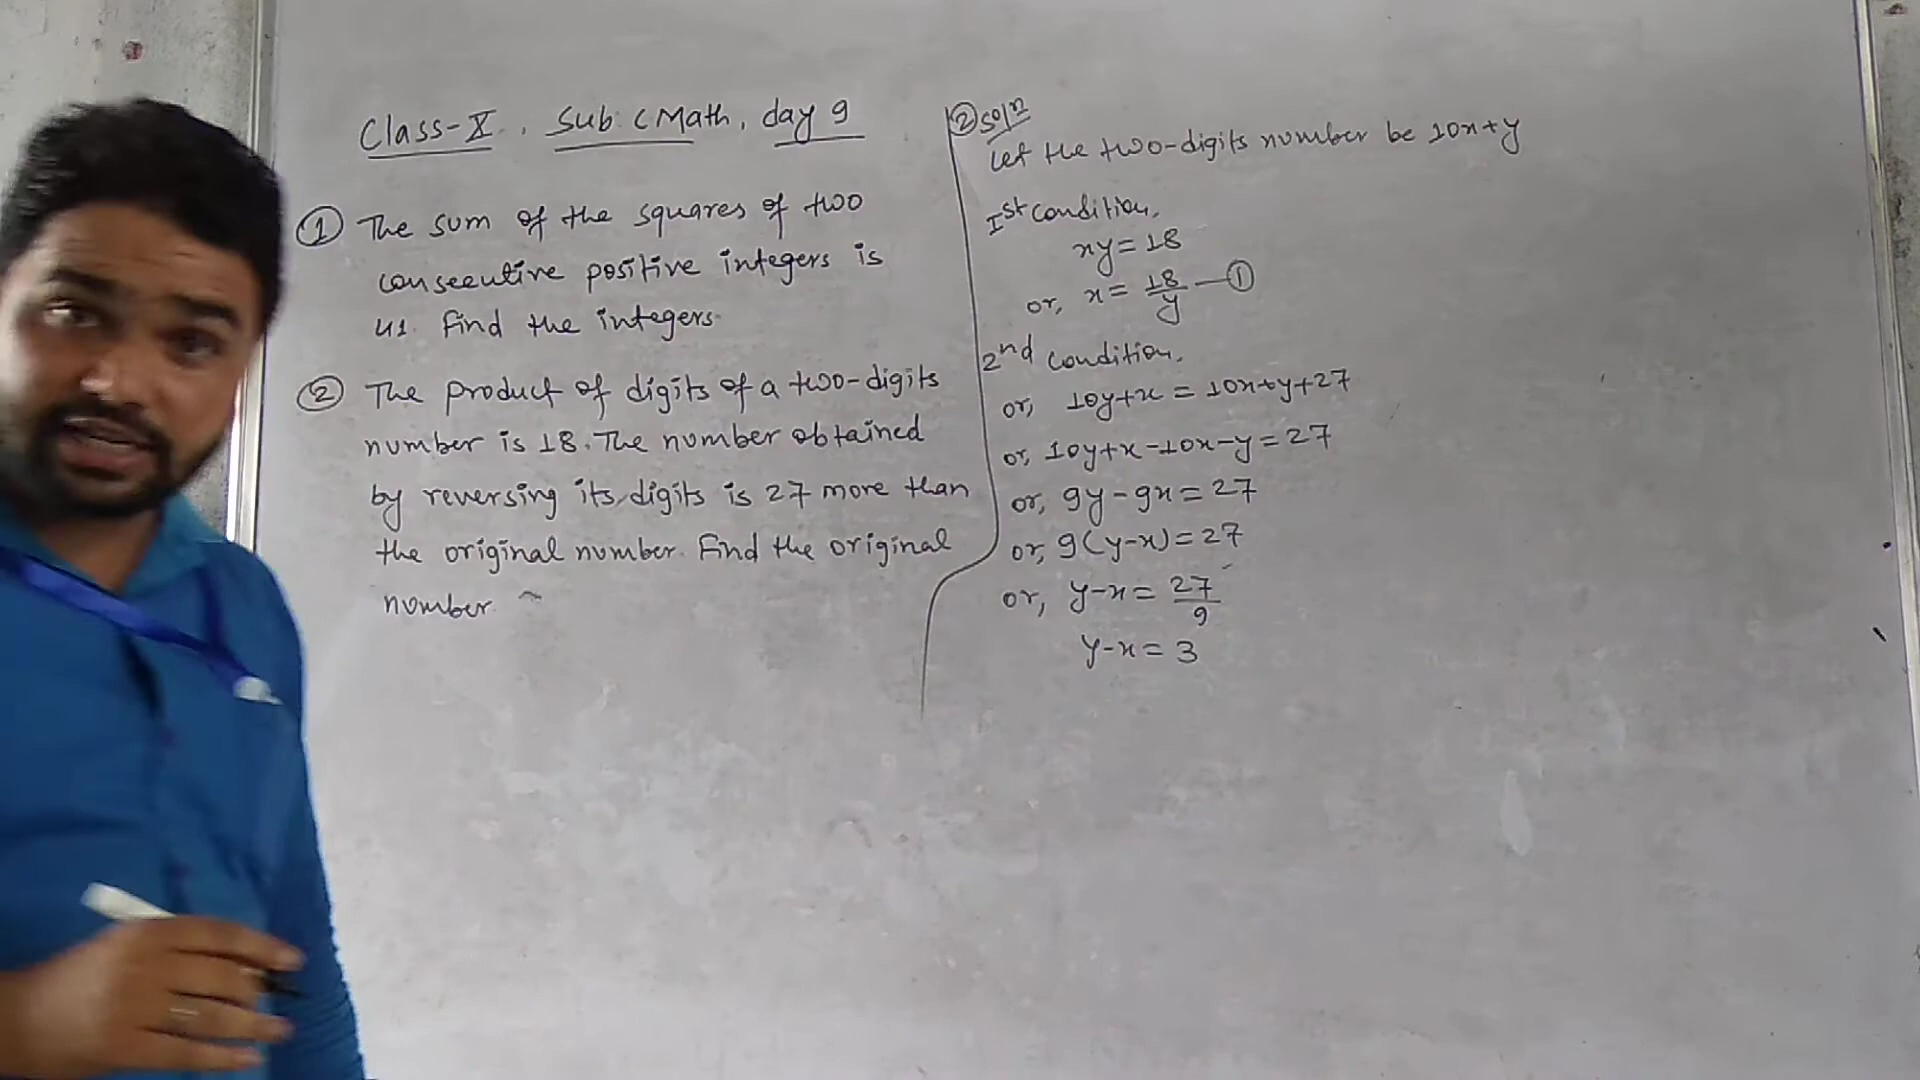 Class-X, Sub: CMath, day 9
① The sum of the squares of two
consecutive positive integers is
41. Find the integers.
② The product of digits of a two-digits
number is 18. The number obtained
by reversing its digits is 27 more than
the original number. Find the original
number.
② Solⁿ
Let the two-digits number be 10x+y
Ist condition,
xy = 18
or, x = 18/y — ①
2nd condition.
or, 10y+x = 10x+y+27
or, 10y+x-10x-y = 27
or, 9y-9x = 27
or, 9(y-x) = 27
or, y-x = 27/9
y-x = 3